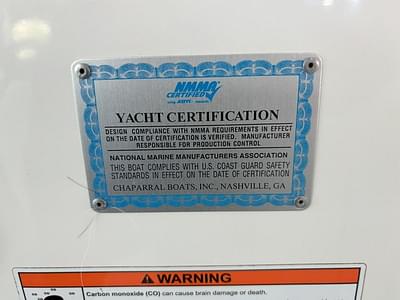 NMMA
CERTIFIED
using ABYC standards
YACHT CERTIFICATION
DESIGN COMPLIANCE WITH NMMA REQUIREMENTS IN EFFECT
ON THE DATE OF CERTIFICATION IS VERIFIED. MANUFACTURER
RESPONSIBLE FOR PRODUCTION CONTROL
NATIONAL MARINE MANUFACTURERS ASSOCIATION
THIS BOAT COMPLIES WITH U.S. COAST GUARD SAFETY
STANDARDS IN EFFECT ON THE DATE OF CERTIFICATION
CHAPARRAL BOATS, INC., NASHVILLE, GA
WARNING
Carbon monoxide (CO) can cause brain damage or death.